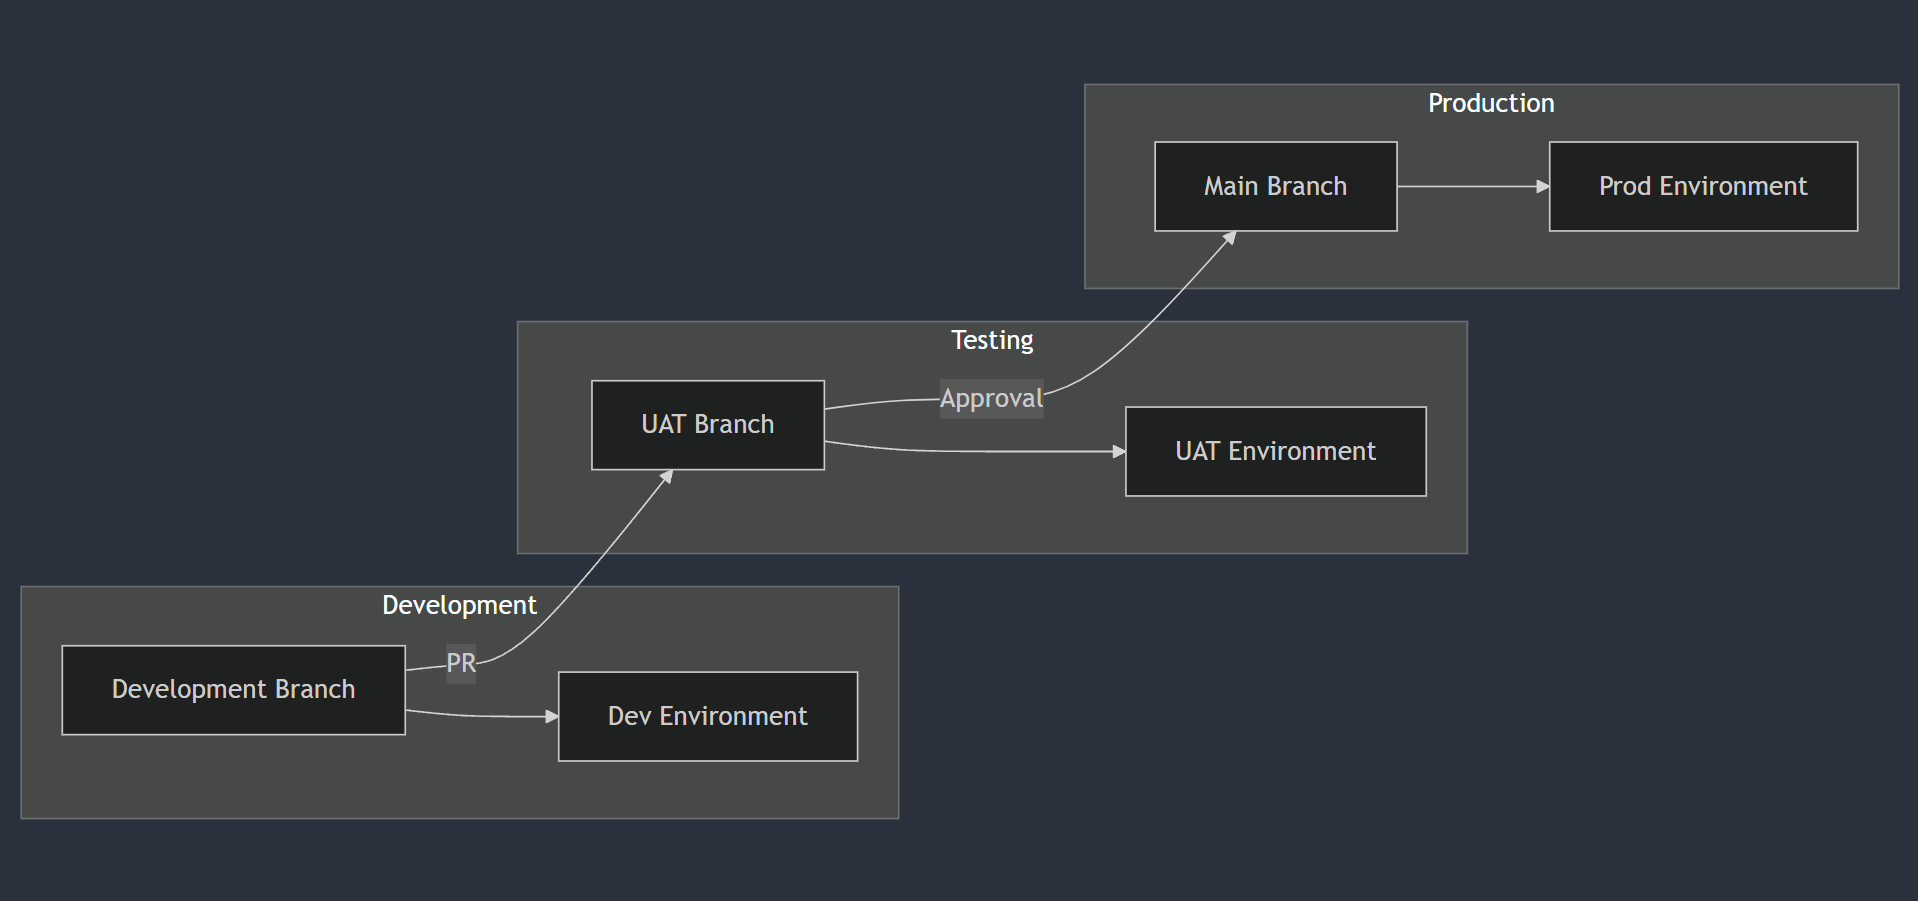 Production
Main Branch
Prod Environment
Testing
Approval
UAT Branch
UAT Environment
Development
PR
Development Branch
Dev Environment